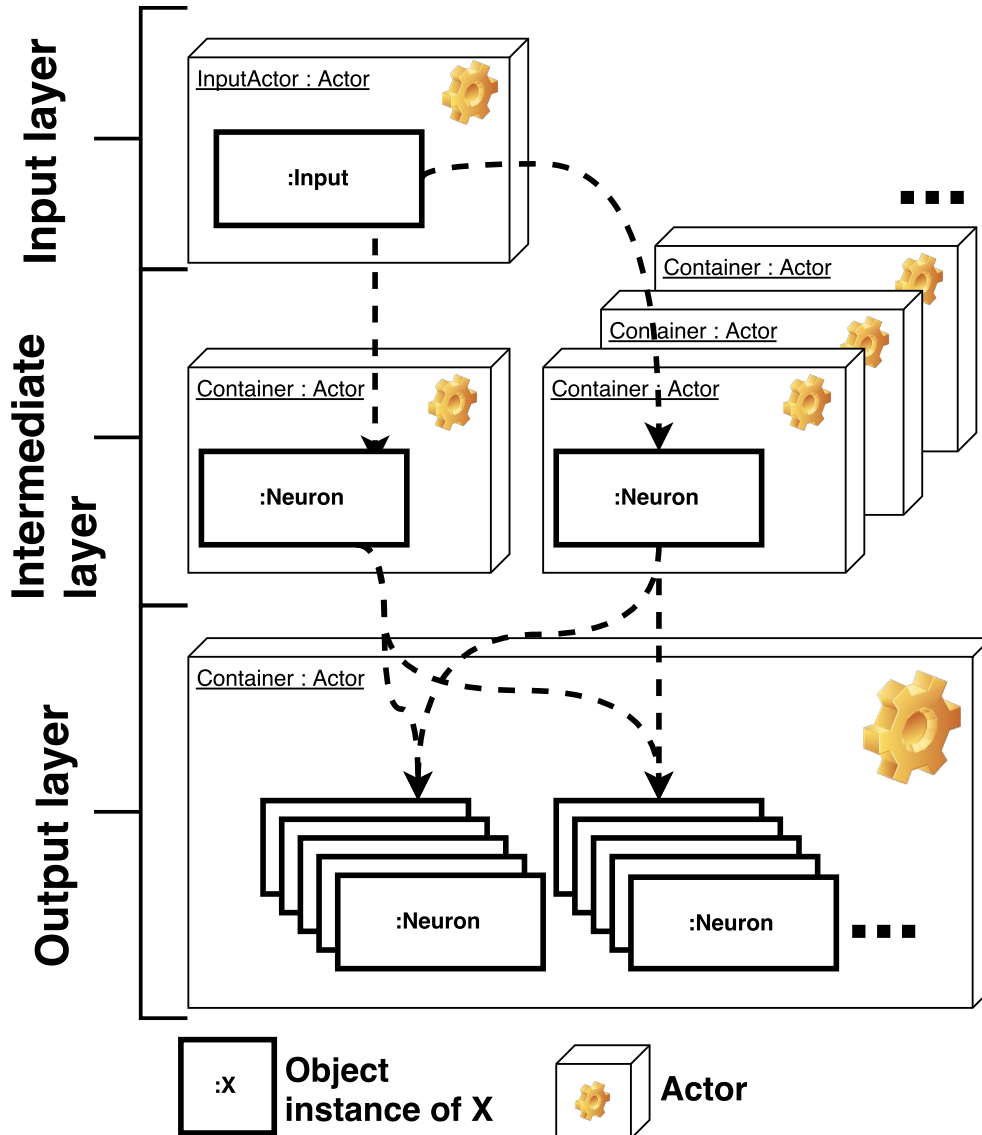 Input layer
InputActor : Actor
:Input
Container : Actor
Container : Actor
Intermediate
layer
Container : Actor
Container : Actor
:Neuron
:Neuron
Output layer
Container : Actor
:Neuron
:Neuron
:X
Object
instance of X
Actor